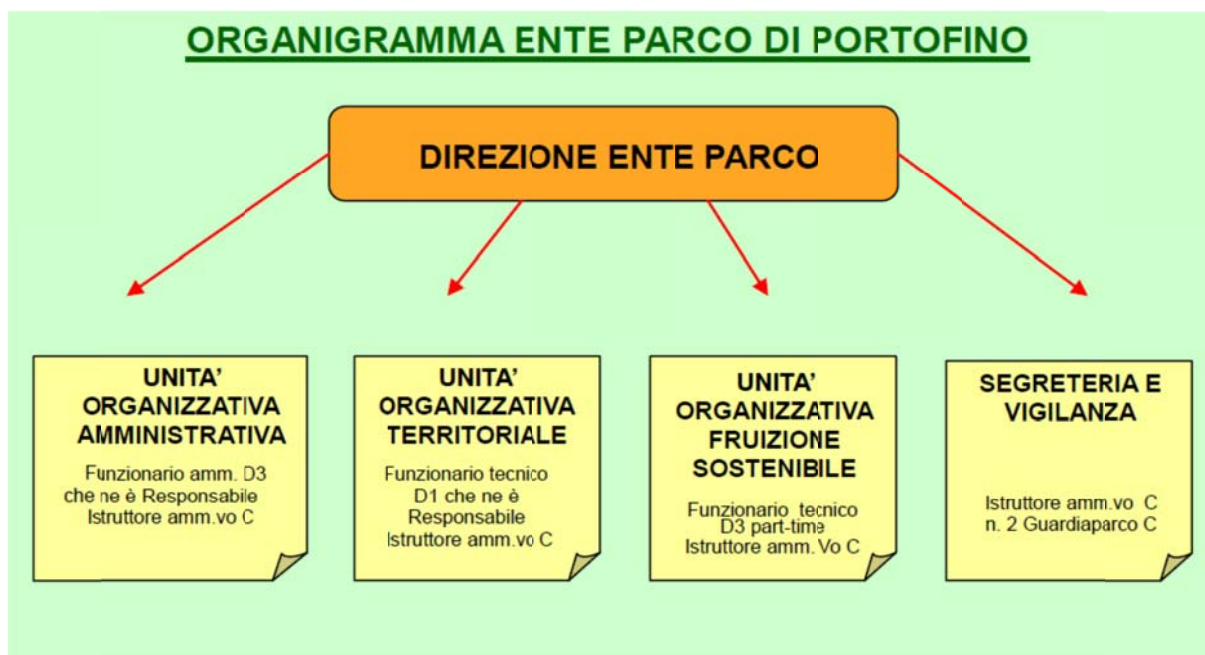 ORGANIGRAMMA ENTE PARCO DI PORTOFINO
DIREZIONE ENTE PARCO
UNITA’
ORGANIZZATIVA
AMMINISTRATIVA
Funzionario amm. D3
che ne è Responsabile
Istruttore amm.vo C
UNITA’
ORGANIZZATIVA
TERRITORIALE
Funzionario tecnico
D1 che ne è
Responsabile
Istruttore amm.vo C
UNITA’
ORGANIZZATIVA
FRUIZIONE
SOSTENIBILE
Funzionario tecnico
D3 part-time
Istruttore amm. Vo C
SEGRETERIA E
VIGILANZA
Istruttore amm.vo C
n. 2 Guardiaparco C